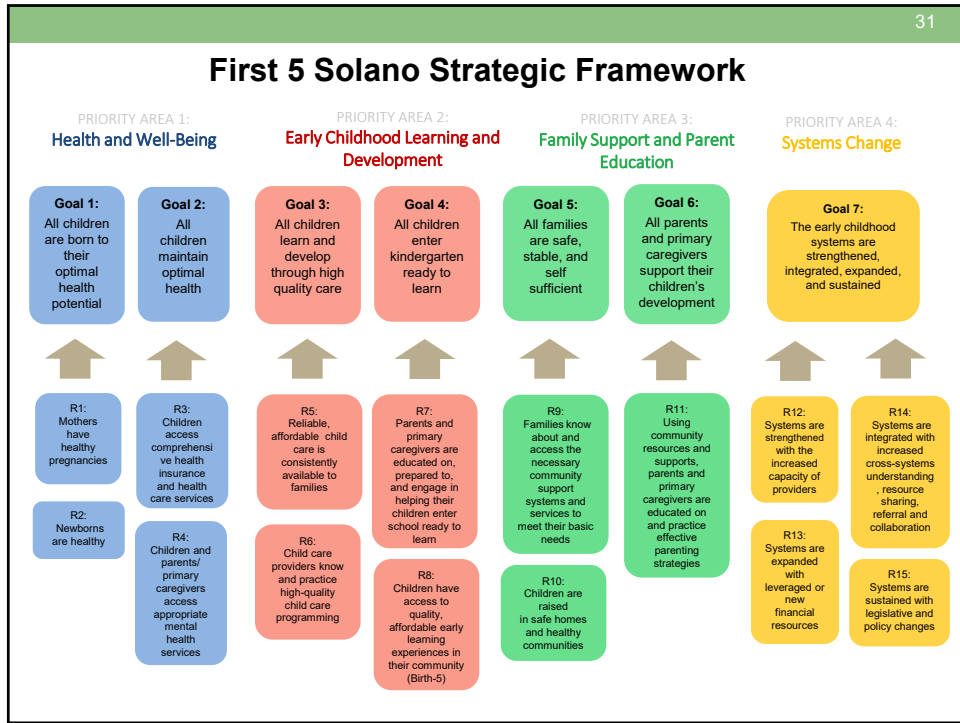 31
First 5 Solano Strategic Framework
PRIORITY AREA 1:
Health and Well-Being
PRIORITY AREA 2:
Early Childhood Learning and
Development
PRIORITY AREA 3:
Family Support and Parent
Education
PRIORITY AREA 4:
Systems Change
Goal 1:
All children
are born to
their
optimal
health
potential
Goal 2:
All
children
maintain
optimal
health
Goal 3:
All children
learn and
develop
through high
quality care
Goal 4:
All children
enter
kindergarten
ready to
learn
Goal 5:
All families
are safe,
stable, and
self
sufficient
Goal 6:
All parents
and primary
caregivers
support their
children's
development
Goal 7:
The early childhood
systems are
strengthened,
integrated, expanded,
and sustained
R1:
Mothers
have
healthy
pregnancies
R2:
Newborns
are healthy
R3:
Children
access
comprehensi
ve health
insurance
and health
care services
R4:
Children and
parents/
primary
caregivers
access
appropriate
mental
health
services
R5:
Reliable,
affordable child
care is
consistently
available to
families
R6:
Child care
providers know
and practice
high-quality
child care
programming
R7:
Parents and
primary
caregivers are
educated on,
prepared to,
and engage in
helping their
children enter
school ready to
learn
R8:
Children have
access to
quality,
affordable early
learning
experiences in
their community
(Birth-5)
R9:
Families know
about and
access the
necessary
community
support
systems and
services to
meet their basic
needs
R10:
Children are
raised
in safe homes
and healthy
communities
R11:
Using
community
resources and
supports,
parents and
primary
caregivers are
educated on
and practice
effective
parenting
strategies
R12:
Systems are
strengthened
with the
increased
capacity of
providers
R13:
Systems are
expanded
with
leveraged or
new
financial
resources
R14:
Systems are
integrated with
increased
cross-systems
understanding
, resource
sharing,
referral and
collaboration
R15:
Systems are
sustained with
legislative and
policy changes